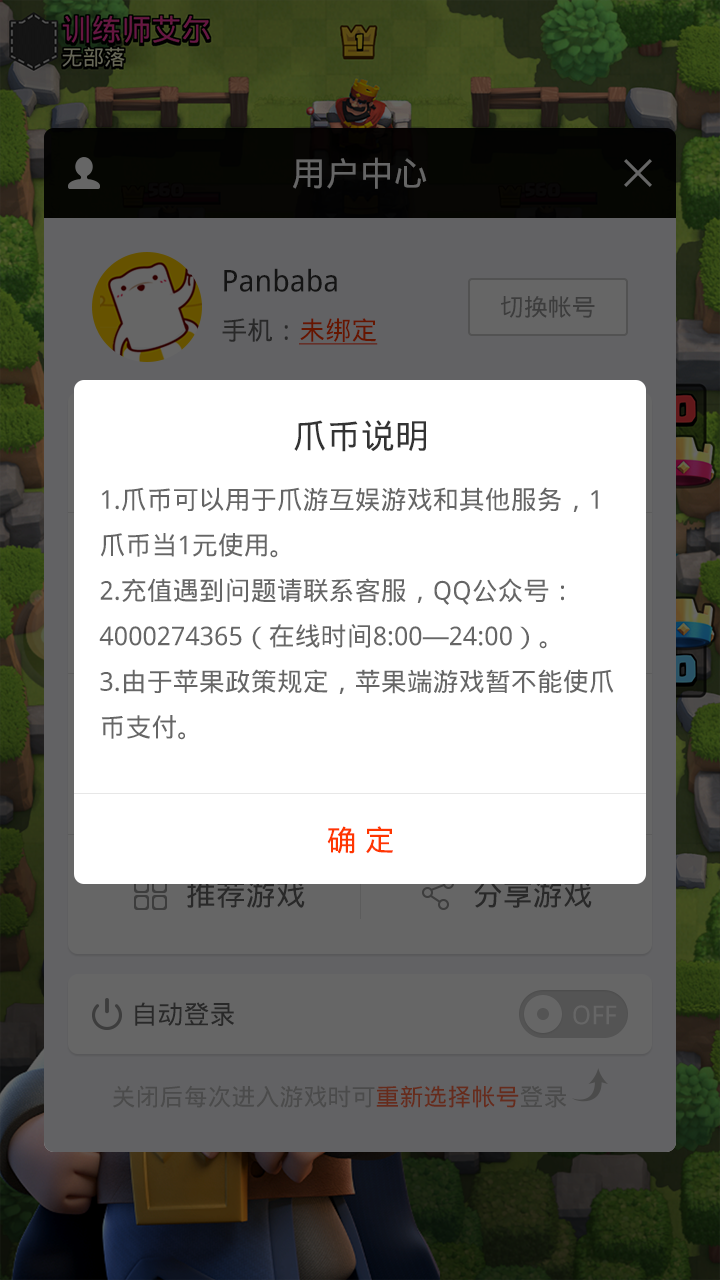 训练师艾尔
无部落
1
用户中心
560
560
Panbaba
手机：未绑定
切换帐号
爪币说明
1.爪币可以用于爪游互娱游戏和其他服务，1
爪币当1元使用。
2.充值遇到问题请联系客服，QQ公众号：
4000274365（在线时间8:00—24:00）。
3.由于苹果政策规定，苹果端游戏暂不能使爪
币支付。
0
0
确 定
推荐游戏
分享游戏
自动登录
OFF
关闭后每次进入游戏时可重新选择帐号登录